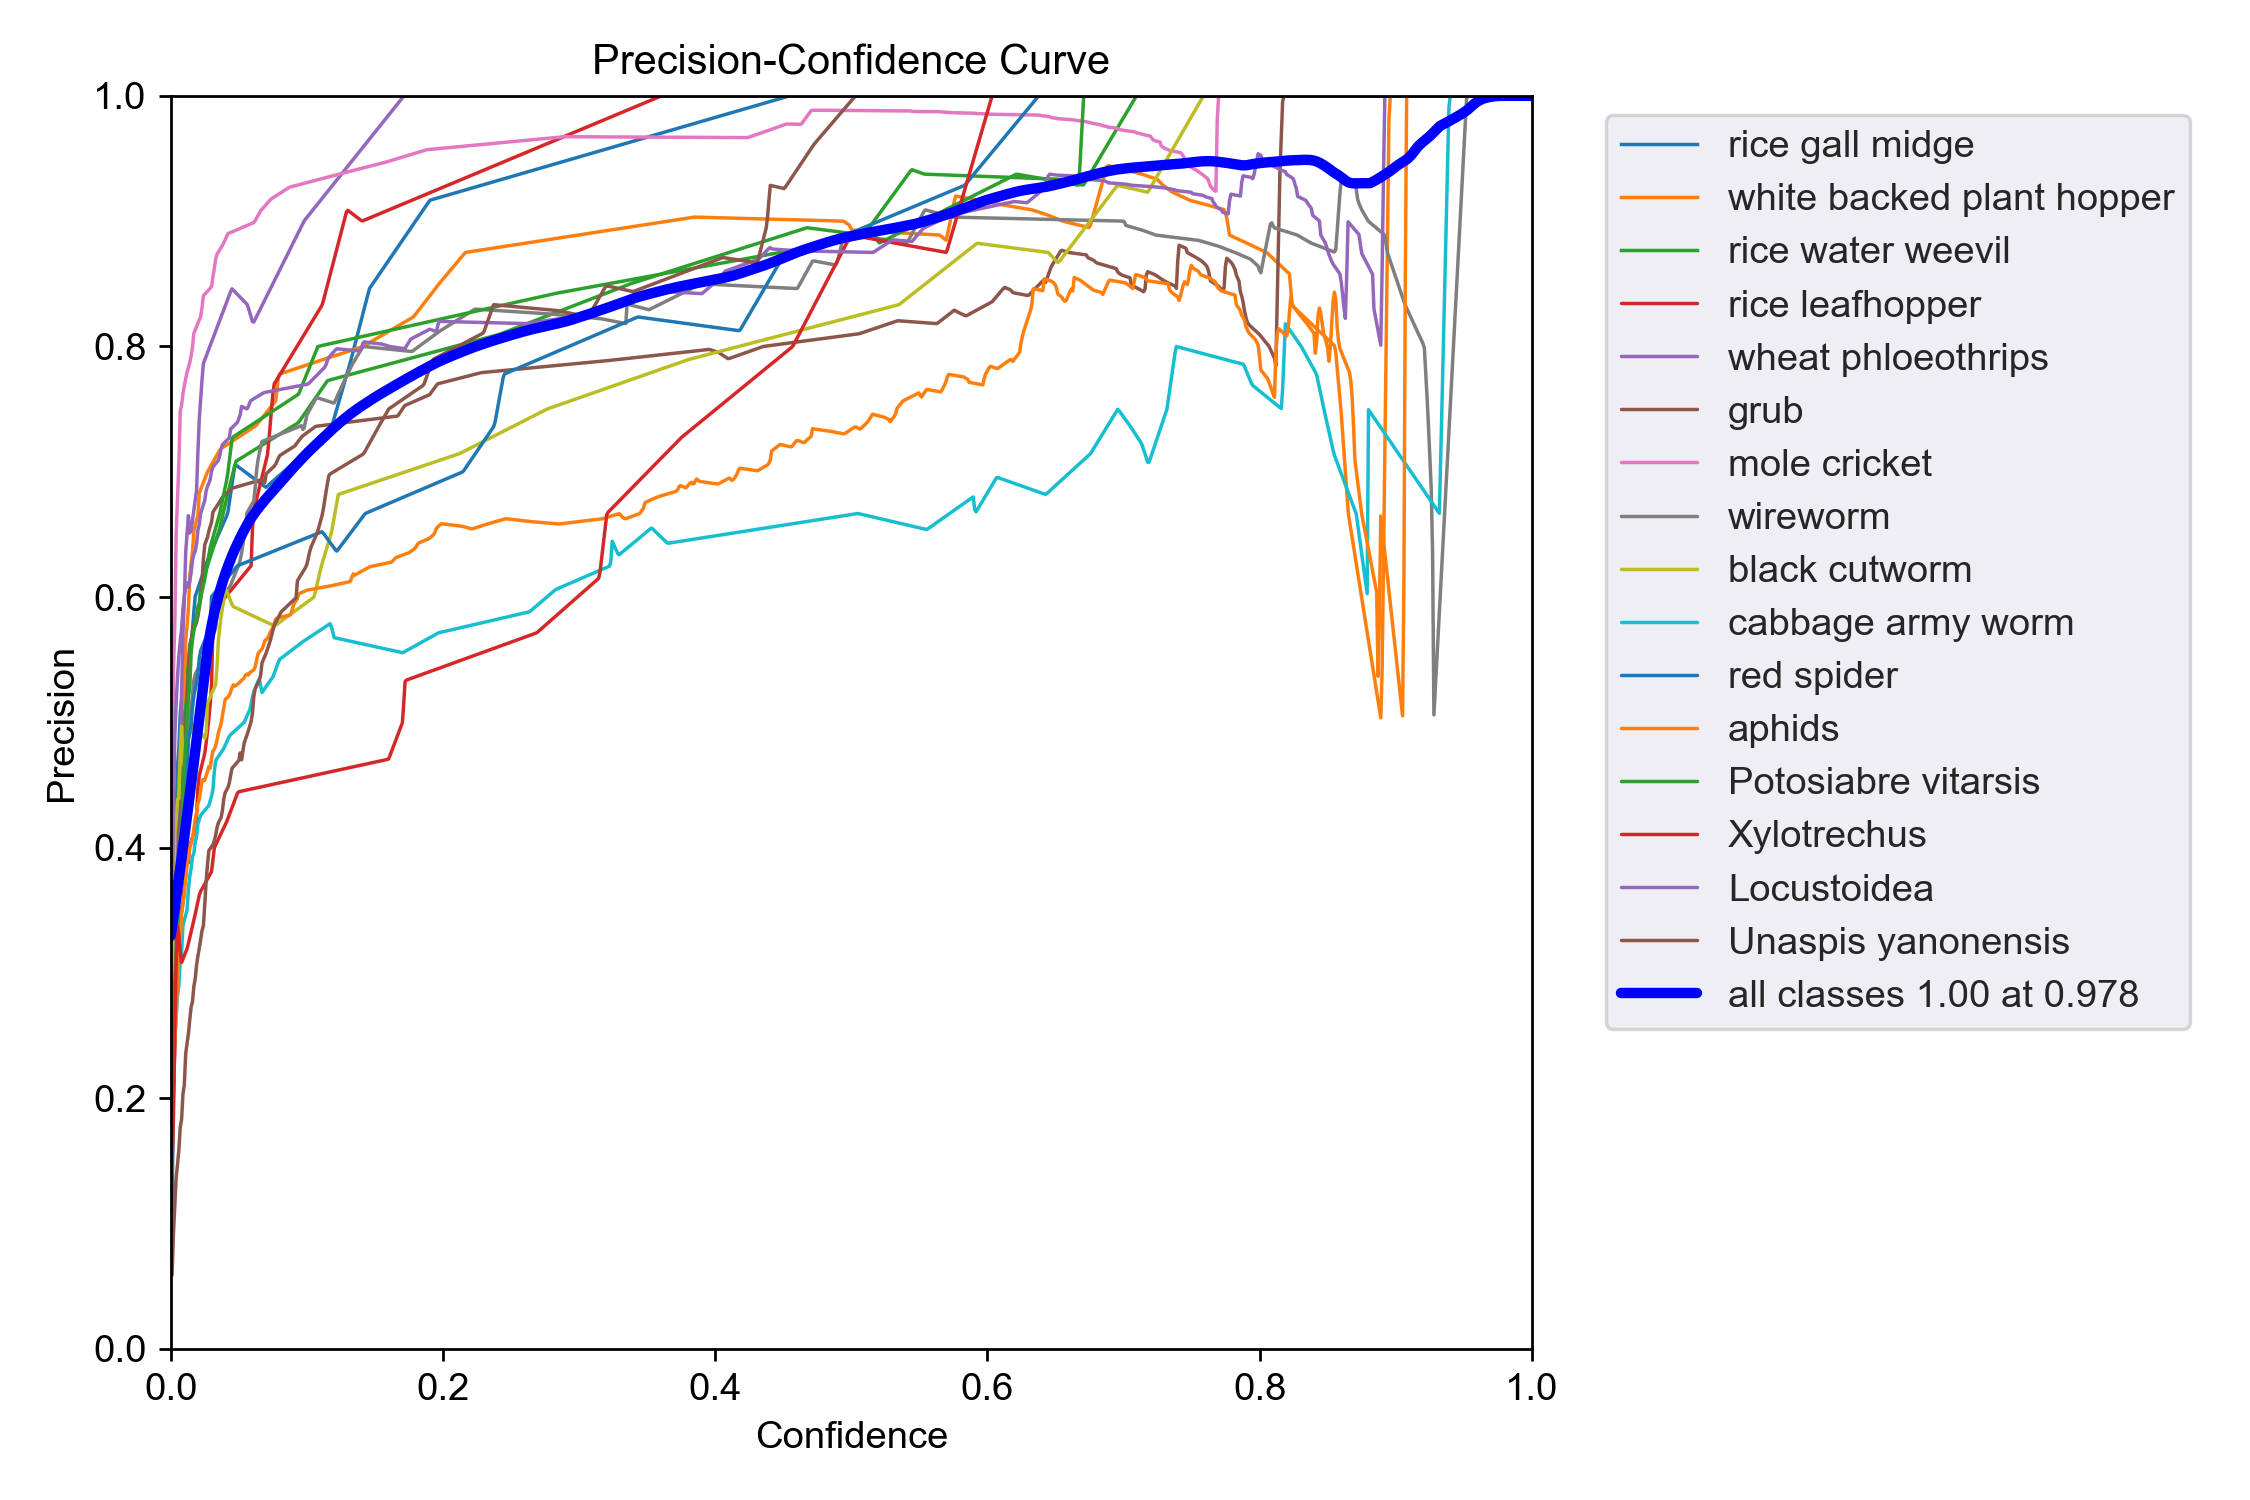 Precision-Confidence Curve
1.0
0.8
0.6
0.4
0.2
0.0
Precision
0.0 0.2 0.4 0.6 0.8 1.0
Confidence
rice gall midge
white backed plant hopper
rice water weevil
rice leafhopper
wheat phloeothrips
grub
mole cricket
wireworm
black cutworm
cabbage army worm
red spider
aphids
Potosiabre vitarsis
Xylotrechus
Locustoidea
Unaspis yanonensis
all classes 1.00 at 0.978